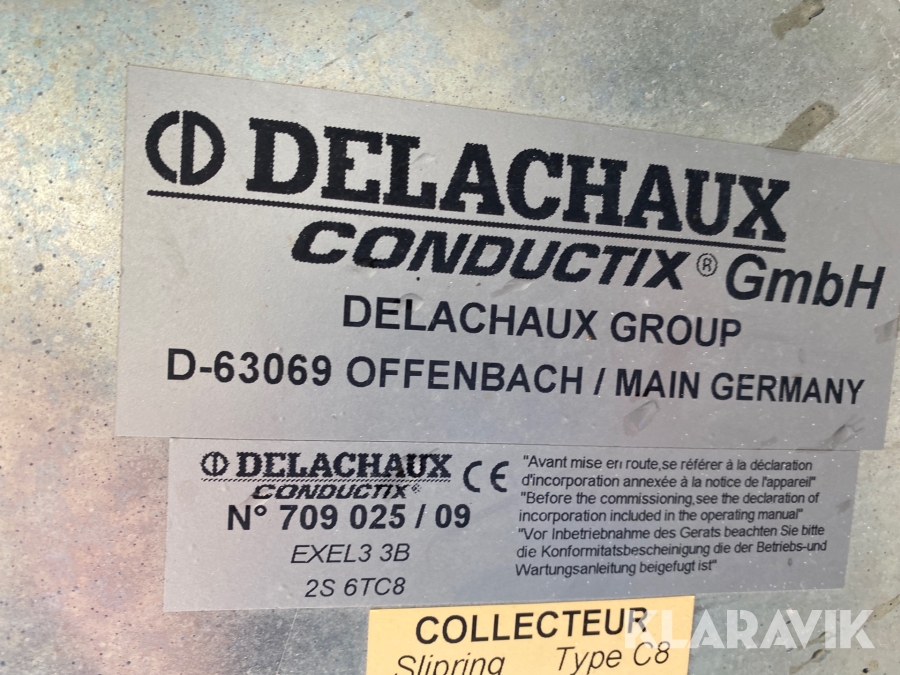 DELACHAUX
CONDUCTIX® GmbH
DELACHAUX GROUP
D-63069 OFFENBACH / MAIN GERMANY
DELACHAUX
CONDUCTIX®
CE
N° 709 025 / 09
EXEL3 3B
2S 6TC8
"Avant mise en route,se référer à la déclaration
d'incorporation annexée à la notice de l'appareil"
"Before the commissioning,see the declaration of
incorporation included in the operating manual"
"Vor Inbetriebnahme des Gerats beachten Sie bitte
die Konformitatsbescheinigung die der Betriebs-und
Wartungsanleitung beigefugt ist"
COLLECTEUR
Slipring Type C8
KLARAVIK